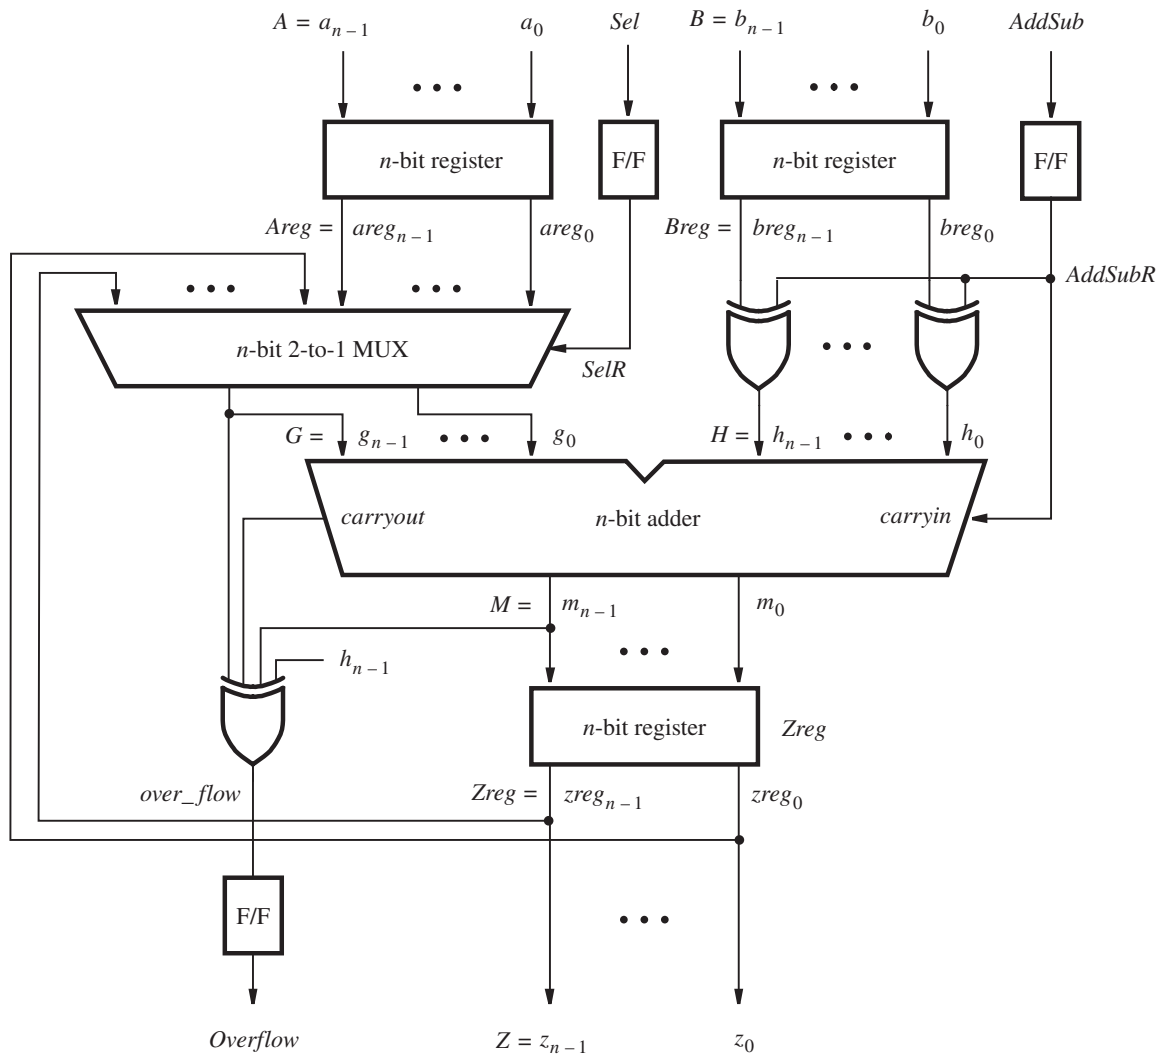 A = a_{n – 1} a_0 Sel B = b_{n – 1} b_0 AddSub
n-bit register F/F n-bit register F/F
Areg = areg_{n – 1} areg_0 Breg = breg_{n – 1} breg_0
AddSubR
n-bit 2-to-1 MUX
SelR
G = g_{n – 1} g_0 H = h_{n – 1} h_0
carryout n-bit adder carryin
M = m_{n – 1} m_0
h_{n – 1}
n-bit register Zreg
over_flow Zreg = zreg_{n – 1} zreg_0
F/F
Overflow Z = z_{n – 1} z_0